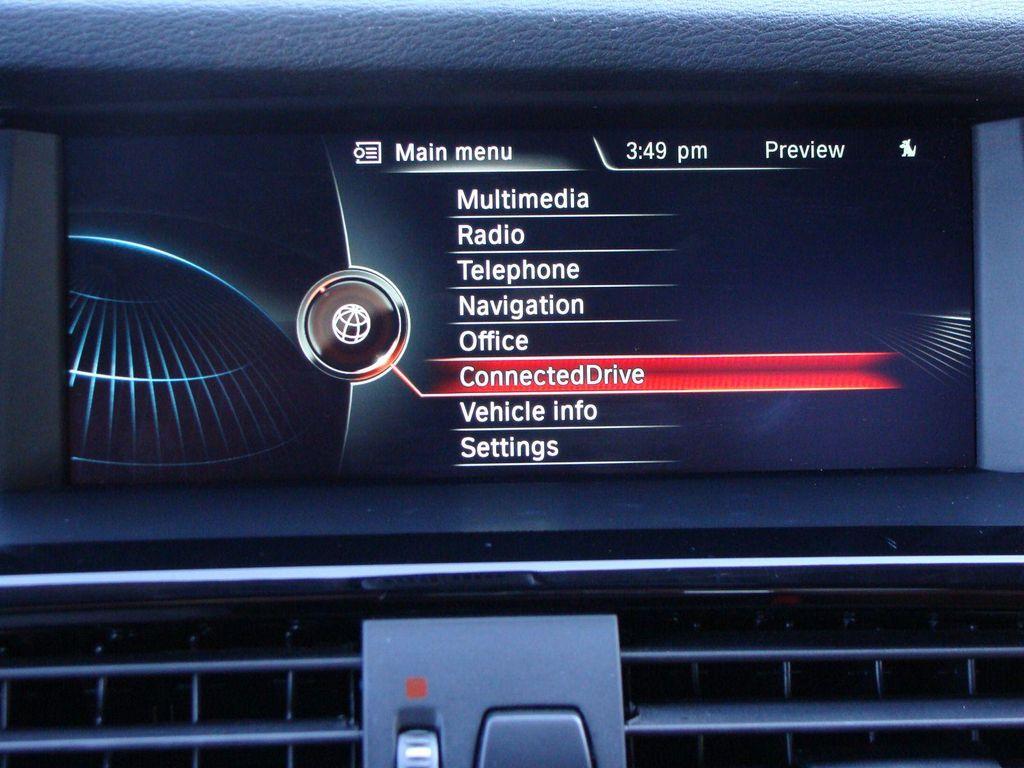 Main menu 3:49 pm Preview
Multimedia
Radio
Telephone
Navigation
Office
ConnectedDrive
Vehicle info
Settings